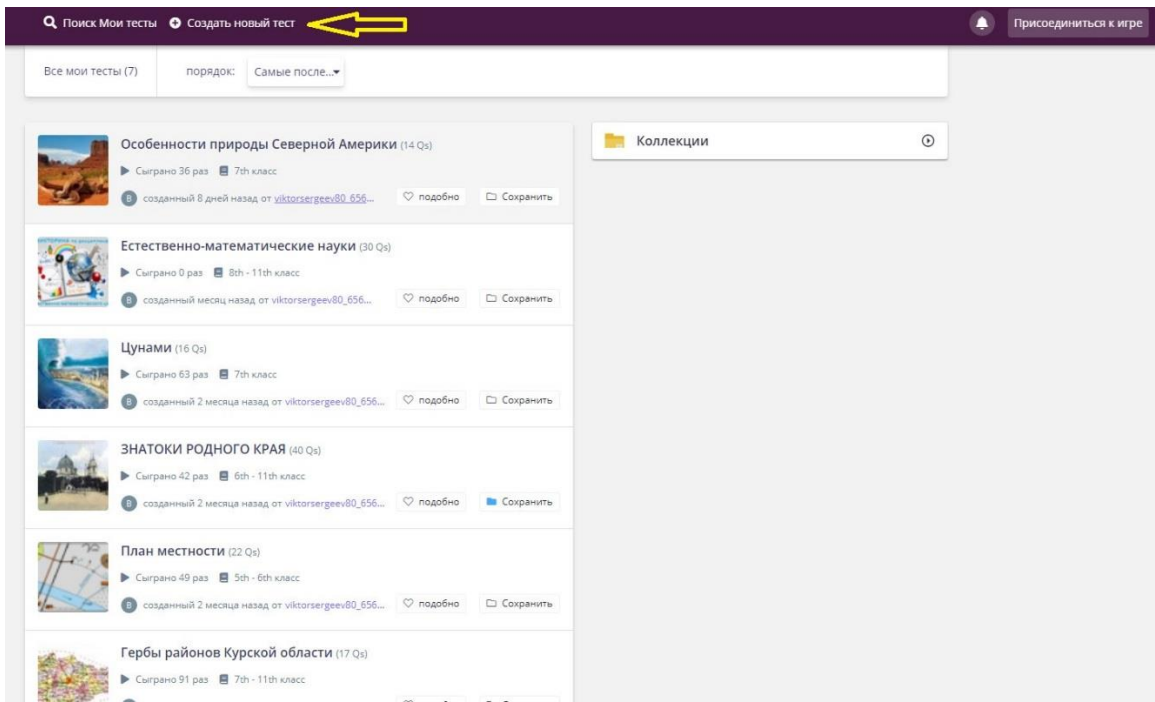 Поиск Мои тесты Создать новый тест Присоединиться к игре
Все мои тесты (7) порядок: Самые после...
Особенности природы Северной Америки (14 Qs)
Сыграно 36 раз 7th класс
B созданный 8 дней назад от viktorsergeev80_656... подобно Сохранить
Коллекции
Естественно-математические науки (30 Qs)
Сыграно 0 раз 8th - 11th класс
B созданный месяц назад от viktorsergeev80_656... подобно Сохранить
Цунами (16 Qs)
Сыграно 63 раз 7th класс
B созданный 2 месяца назад от viktorsergeev80_656... подобно Сохранить
ЗНАТОКИ РОДНОГО КРАЯ (40 Qs)
Сыграно 42 раз 6th - 11th класс
B созданный 2 месяца назад от viktorsergeev80_656... подобно Сохранить
План местности (22 Qs)
Сыграно 49 раз 5th - 6th класс
B созданный 2 месяца назад от viktorsergeev80_656... подобно Сохранить
Гербы районов Курской области (17 Qs)
Сыграно 91 раз 7th - 11th класс